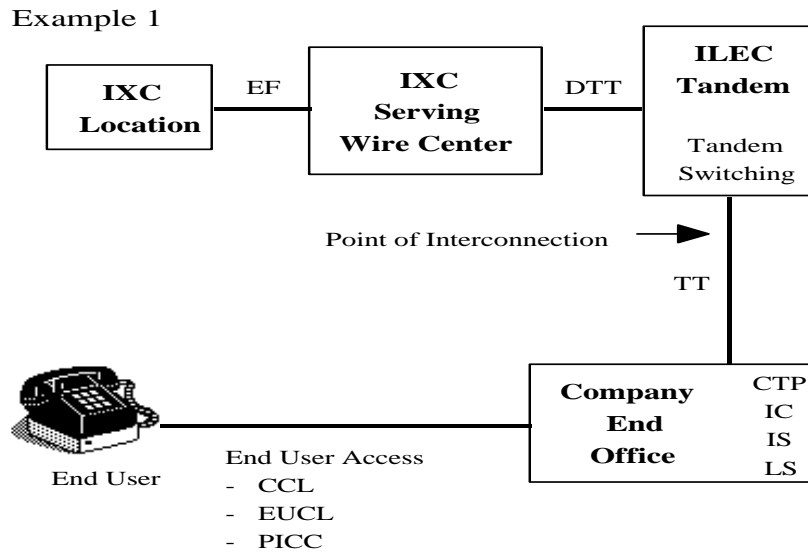 Example 1
IXC
Location
EF
IXC
Serving
Wire Center
DTT
ILEC
Tandem
Tandem
Switching
Point of Interconnection
TT
Company
End
Office
CTP
IC
IS
LS
End User
End User Access
- CCL
- EUCL
- PICC